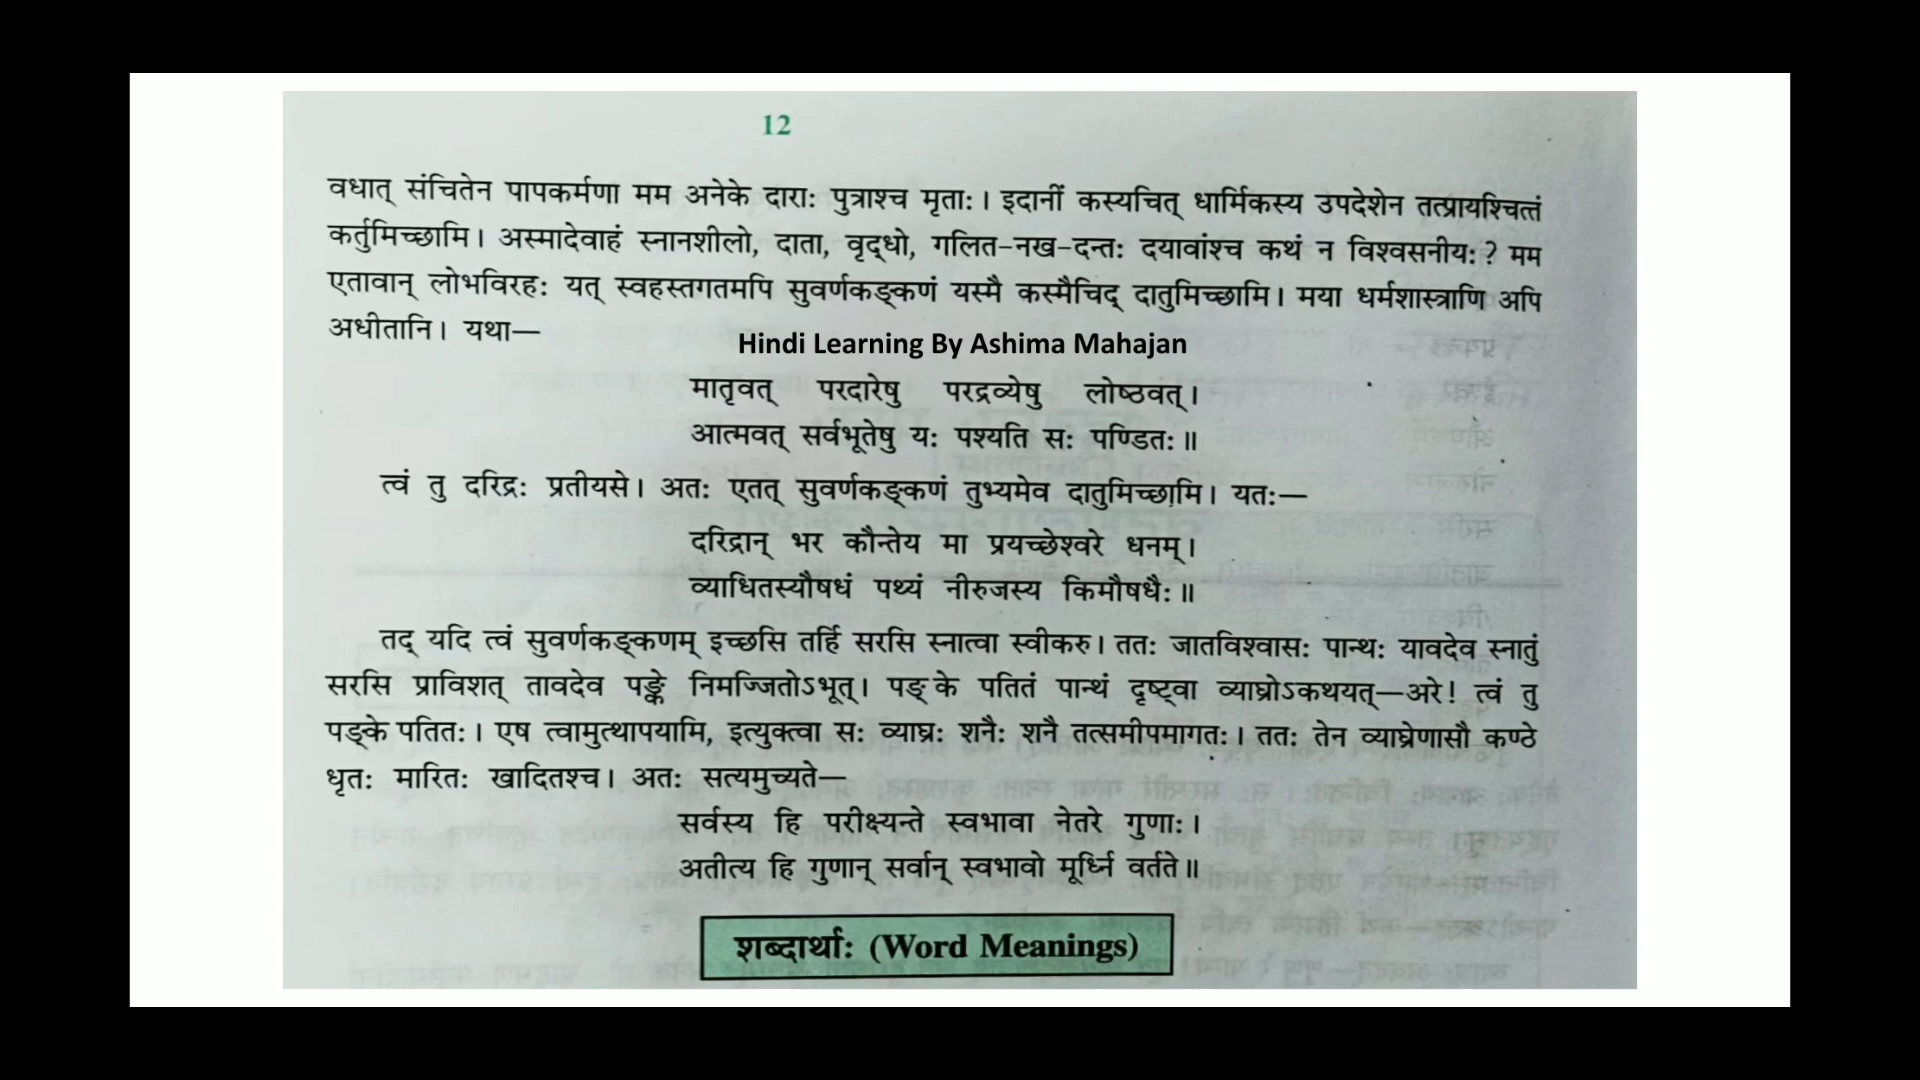 12
वधात् संचितेन पापकर्मणा मम अनेके दाराः पुत्राश्च मृताः। इदानीं कस्यचित् धार्मिकस्य उपदेशेन तत्प्रायश्चित्तं
कर्तुमिच्छामि। अस्मादेवाहं स्नानशीलो, दाता, वृद्धो, गलित-नख-दन्तः दयावांश्च कथं न विश्वसनीयः? मम
एतावान् लोभविरहः यत् स्वहस्तगतमपि सुवर्णकङ्कणं यस्मै कस्मैचिद् दातुमिच्छामि। मया धर्मशास्त्राणि अपि
अधीतानि। यथा—
Hindi Learning By Ashima Mahajan
मातृवत् परदारेषु परद्रव्येषु लोष्ठवत्।
आत्मवत् सर्वभूतेषु यः पश्यति सः पण्डितः॥
त्वं तु दरिद्रः प्रतीयसे। अतः एतत् सुवर्णकङ्कणं तुभ्यमेव दातुमिच्छामि। यतः—
दरिद्रान् भर कौन्तेय मा प्रयच्छेश्वरे धनम्।
व्याधितस्यौषधं पथ्यं नीरुजस्य किमौषधैः॥
तद् यदि त्वं सुवर्णकङ्कणम् इच्छसि तर्हि सरसि स्नात्वा स्वीकरु। ततः जातविश्वासः पान्थः यावदेव स्नातुं
सरसि प्राविशत् तावदेव पङ्के निमज्जितोऽभूत्। पङ्के पतितं पान्थं दृष्ट्वा व्याघ्रोऽकथयत्—अरे! त्वं तु
पङ्के पतितः। एष त्वामुत्थापयामि, इत्युक्त्वा सः व्याघ्रः शनैः शनै तत्समीपमागतः। ततः तेन व्याघ्रेणासौ कण्ठे
धृतः मारितः खादितश्च। अतः सत्यमुच्यते—
सर्वस्य हि परीक्ष्यन्ते स्वभावा नेतरे गुणाः।
अतीत्य हि गुणान् सर्वान् स्वभावो मूर्ध्नि वर्तते॥
शब्दार्थाः (Word Meanings)